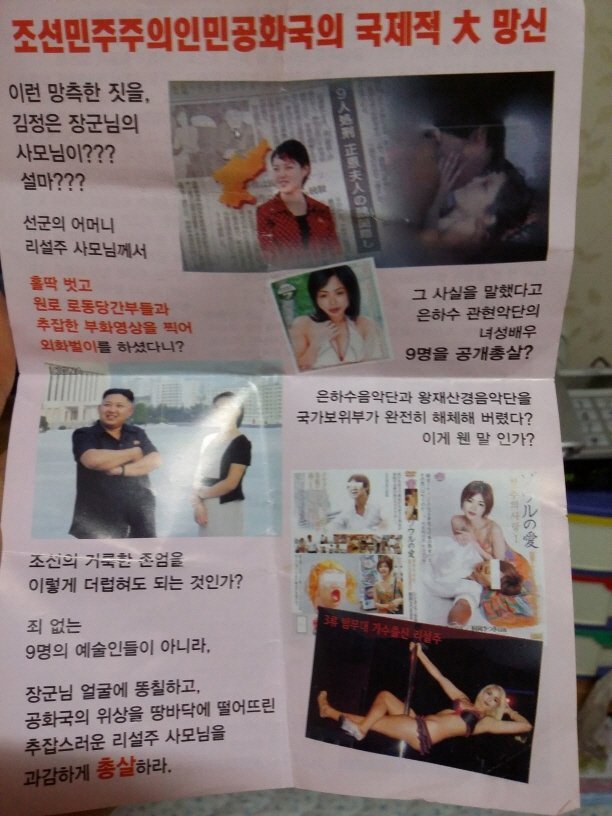 조선민주주의인민공화국의 국제적 大 망신
이런 망측한 짓을,
김정은 장군님의
사모님이???
설마???
선군의 어머니
리설주 사모님께서
홀딱 벗고
원로 로동당간부들과
추잡한 부화영상을 찍어
외화벌이를 하셨다니?
그 사실을 말했다고
은하수 관현악단의
녀성배우
9명을 공개총살?
은하수음악단과 왕재산경음악단을
국가보위부가 완전히 해체해 버렸다?
이게 웬 말 인가?
조선의 거룩한 존엄을
이렇게 더럽혀도 되는 것인가?
죄 없는
9명의 예술인들이 아니라,
장군님 얼굴에 똥칠하고,
공화국의 위상을 땅바닥에 떨어뜨린
추잡스러운 리설주 사모님을
과감하게 총살하라.
9人処刑 正恩夫人の
ソウルの愛
3류 밤무대 가수출신 리설주